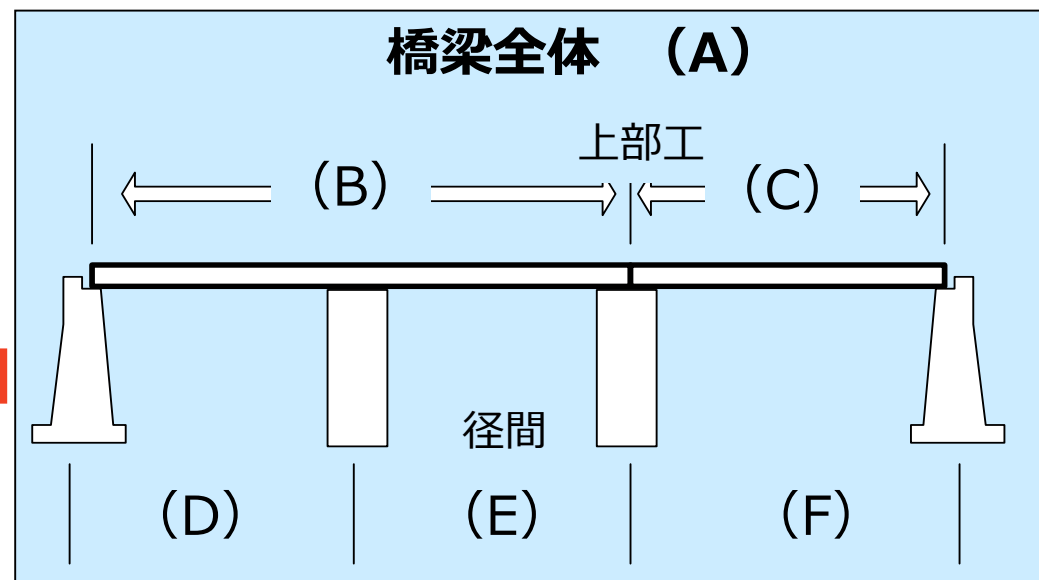 橋梁全体　（A）
上部工
（B）　（C）
径間
（D）　（E）　（F）